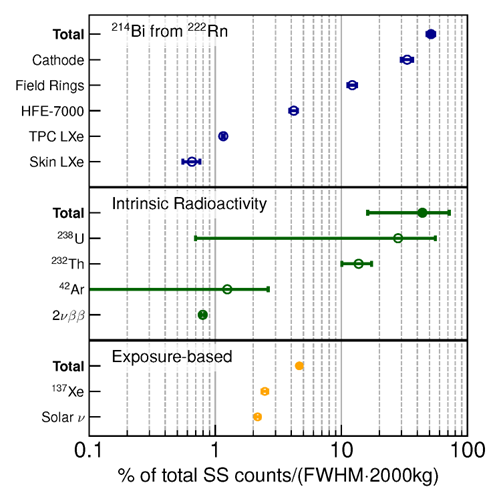 ²¹⁴Bi from ²²²Rn
Total
Cathode
Field Rings
HFE-7000
TPC LXe
Skin LXe
Intrinsic Radioactivity
Total
²³⁸U
²³²Th
⁴²Ar
2νββ
Exposure-based
Total
¹³⁷Xe
Solar ν
0.1 1 10 100
% of total SS counts/(FWHM·2000kg)